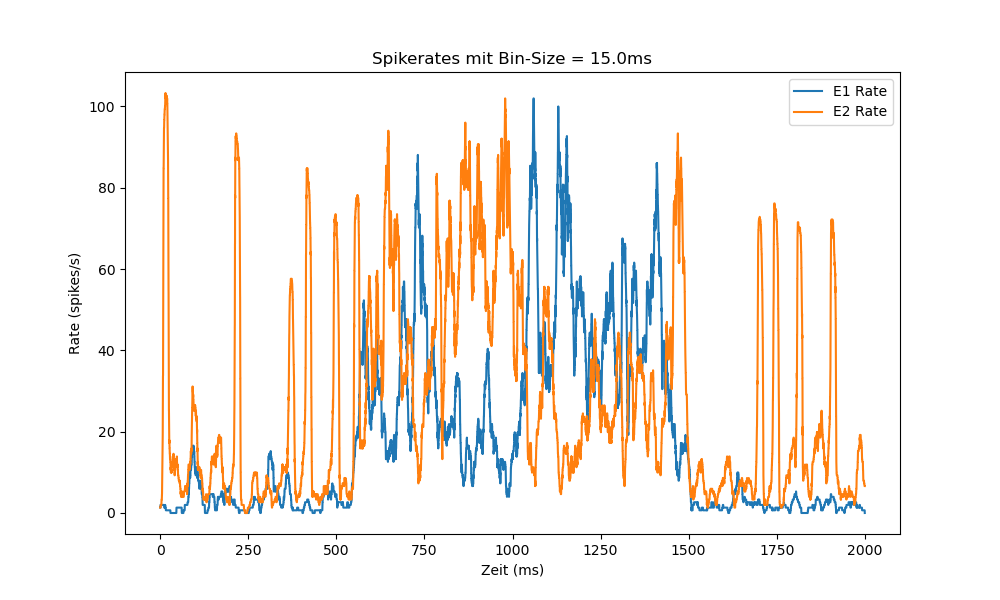 Spikerates mit Bin-Size = 15.0ms
E1 Rate
E2 Rate
100
80
60
40
20
0
Rate (spikes/s)
0 250 500 750 1000 1250 1500 1750 2000
Zeit (ms)